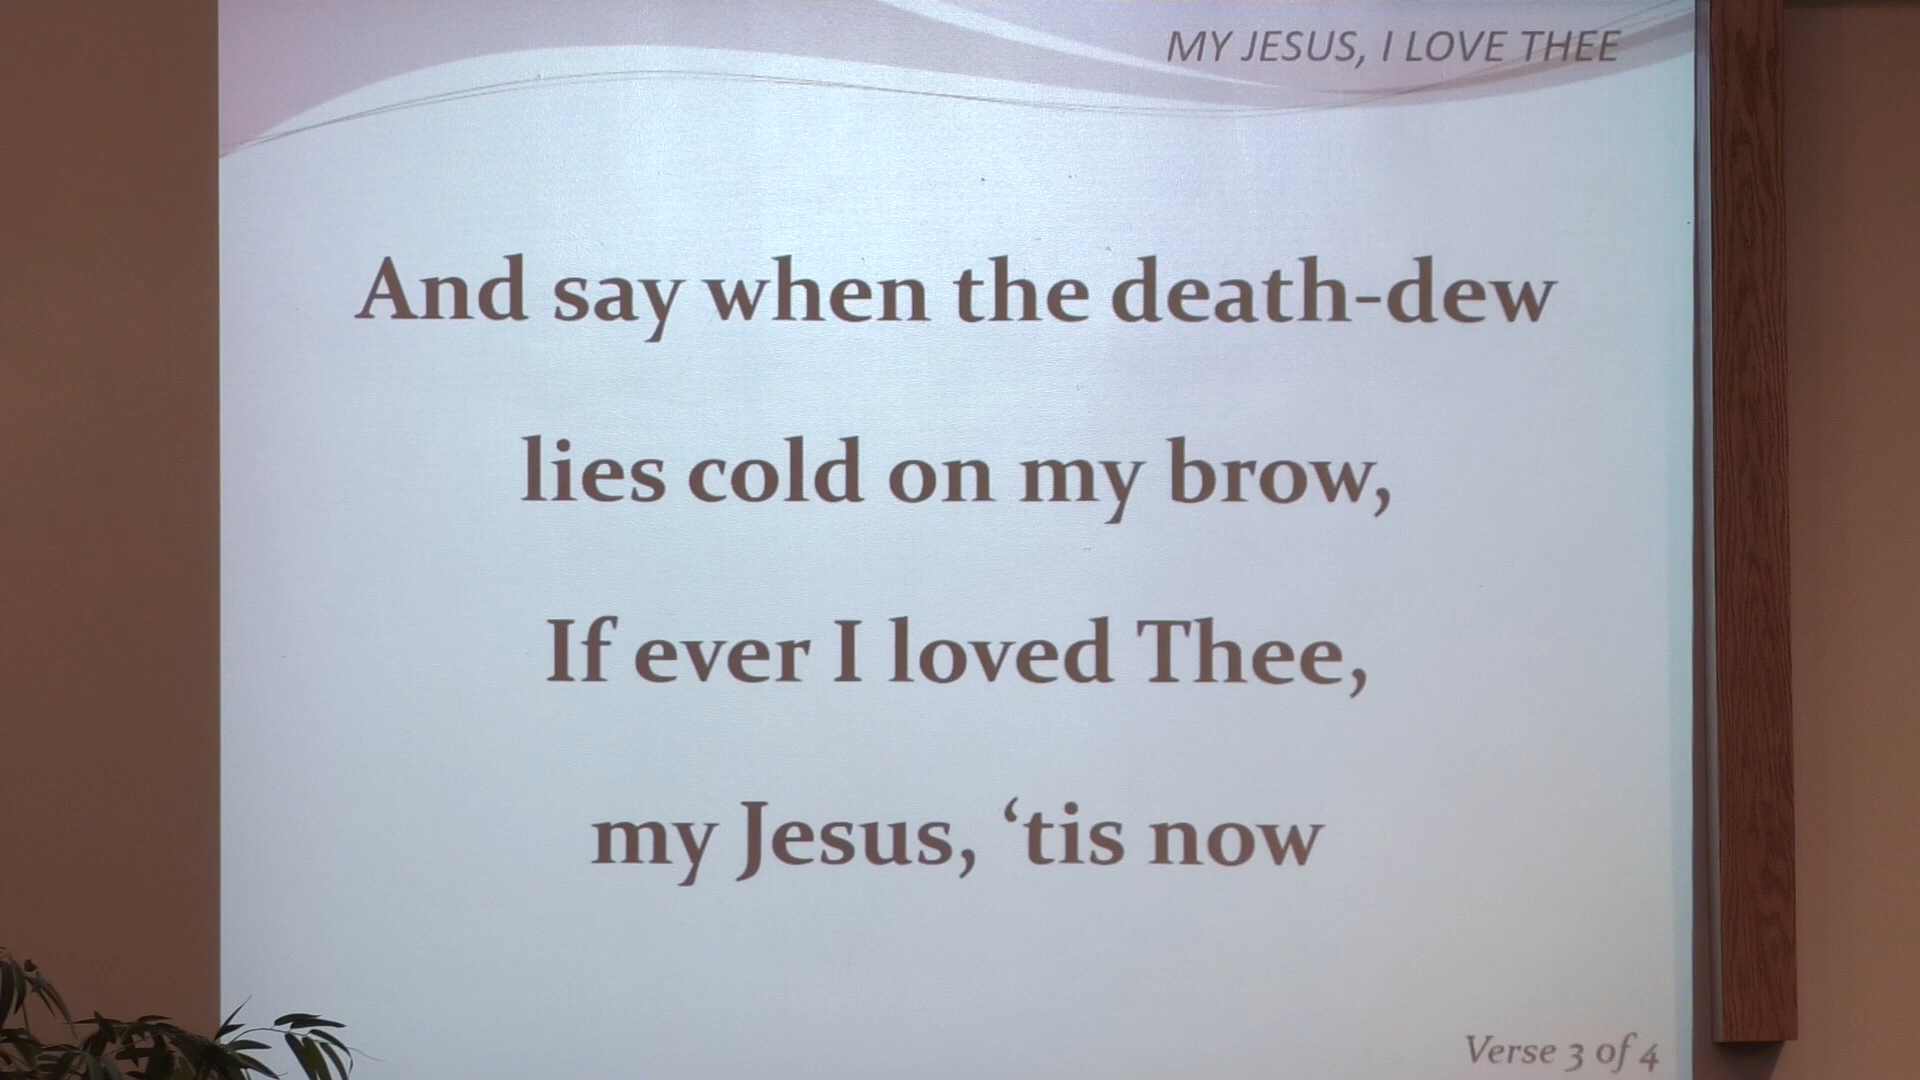 MY JESUS, I LOVE THEE
And say when the death-dew
lies cold on my brow,
If ever I loved Thee,
my Jesus, ‘tis now
Verse 3 of 4